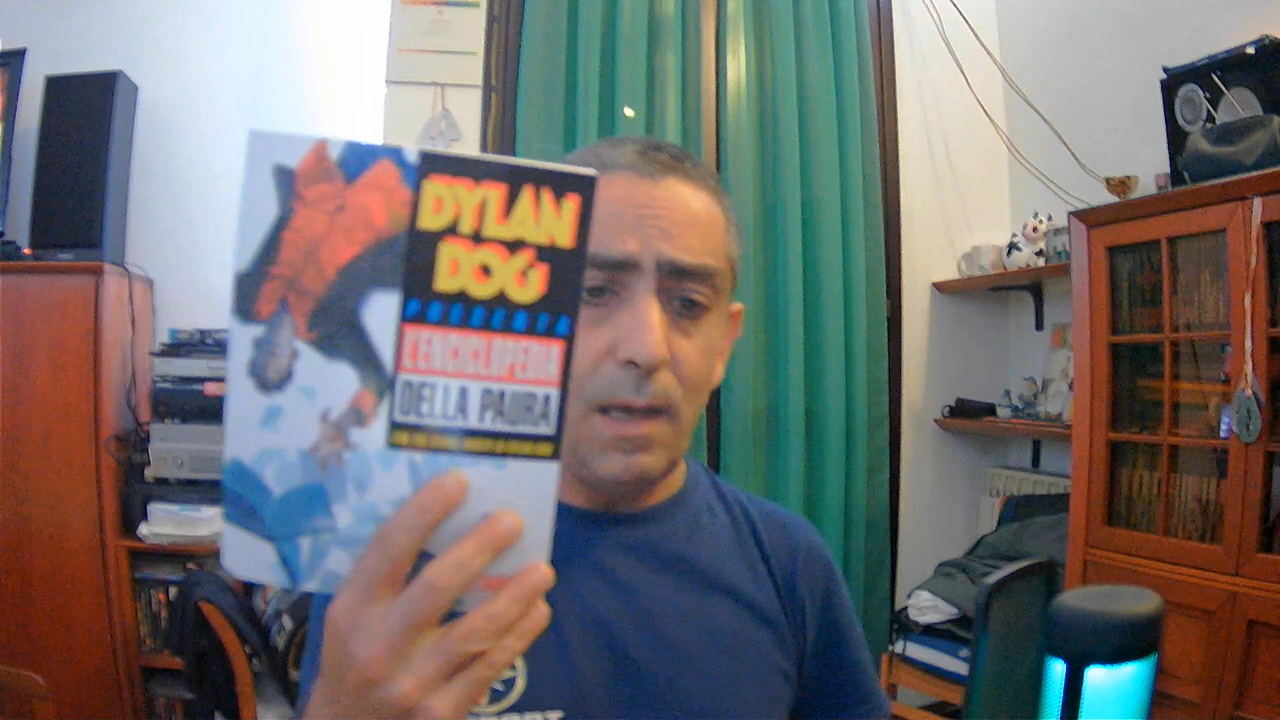 DYLAN
DOG
PRESENTA
L'ENCICLOPEDIA
DELLA PAURA